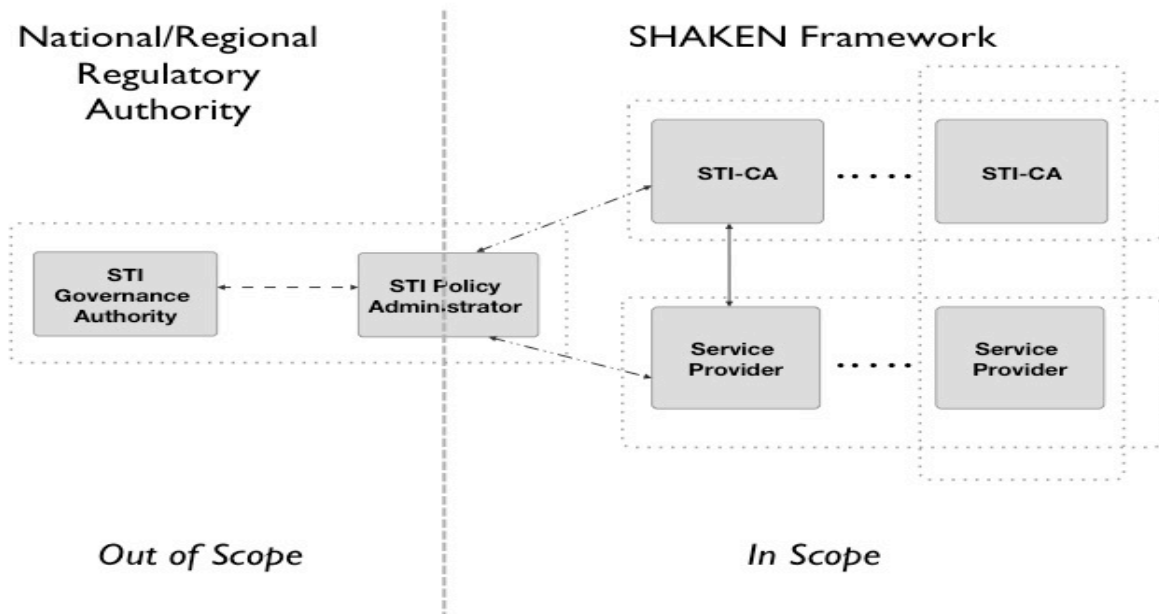 National/Regional
Regulatory
Authority
SHAKEN Framework
STI-CA
STI-CA
STI
Governance
Authority
STI Policy
Administrator
Service
Provider
Service
Provider
Out of Scope
In Scope